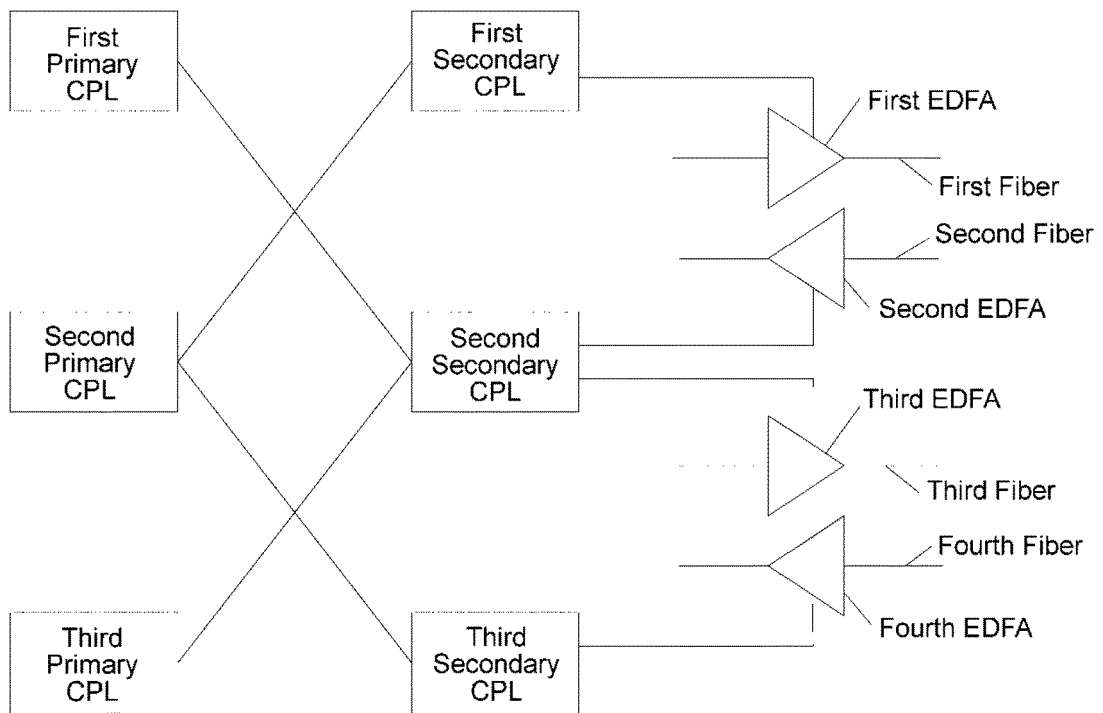 First
Primary
CPL
First
Secondary
CPL
First EDFA
First Fiber
Second Fiber
Second EDFA
Second
Primary
CPL
Second
Secondary
CPL
Third EDFA
Third Fiber
Fourth Fiber
Fourth EDFA
Third
Primary
CPL
Third
Secondary
CPL